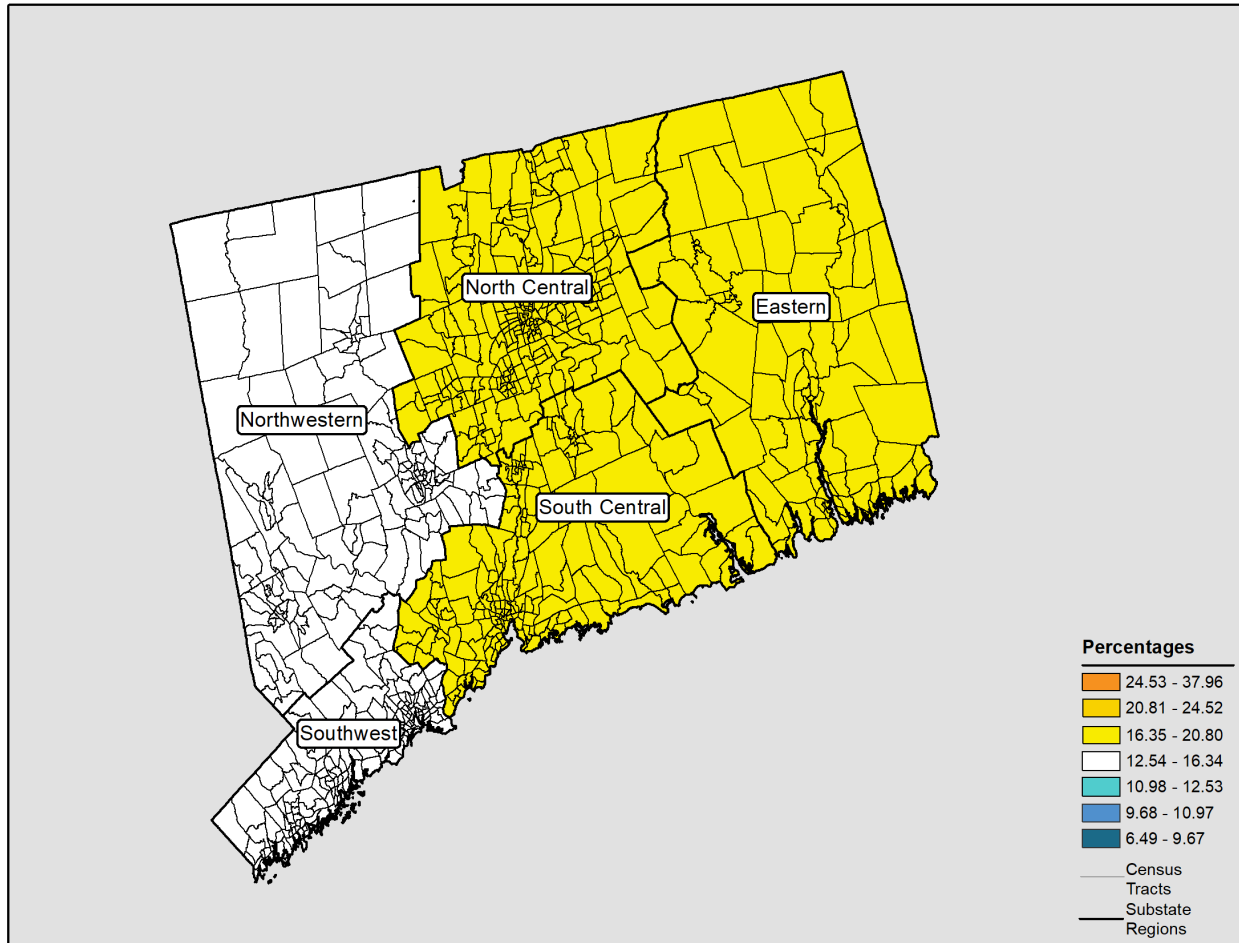 North Central
Eastern
Northwestern
South Central
Southwest
Percentages
24.53 - 37.96
20.81 - 24.52
16.35 - 20.80
12.54 - 16.34
10.98 - 12.53
9.68 - 10.97
6.49 - 9.67
Census
Tracts
Substate
Regions